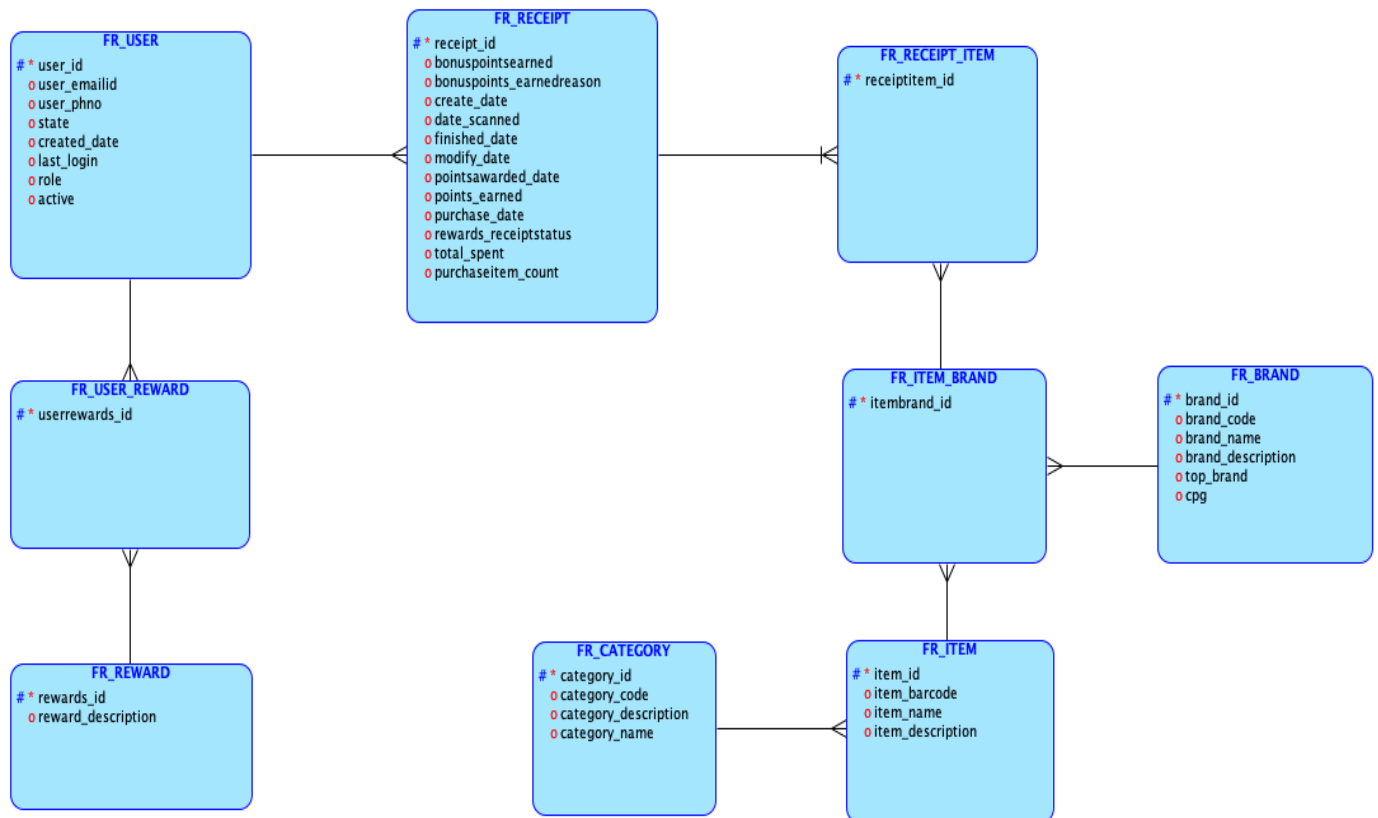 FR_USER
# * user_id
o user_emailid
o user_phno
o state
o created_date
o last_login
o role
o active
FR_RECEIPT
# * receipt_id
o bonuspointsearned
o bonuspoints_earnedreason
o create_date
o date_scanned
o finished_date
o modify_date
o pointsawarded_date
o points_earned
o purchase_date
o rewards_receiptstatus
o total_spent
o purchaseitem_count
FR_RECEIPT_ITEM
# * receiptitem_id
FR_USER_REWARD
# * userrewards_id
FR_ITEM_BRAND
# * itembrand_id
FR_BRAND
# * brand_id
o brand_code
o brand_name
o brand_description
o top_brand
o cpg
FR_REWARD
# * rewards_id
o reward_description
FR_CATEGORY
# * category_id
o category_code
o category_description
o category_name
FR_ITEM
# * item_id
o item_barcode
o item_name
o item_description